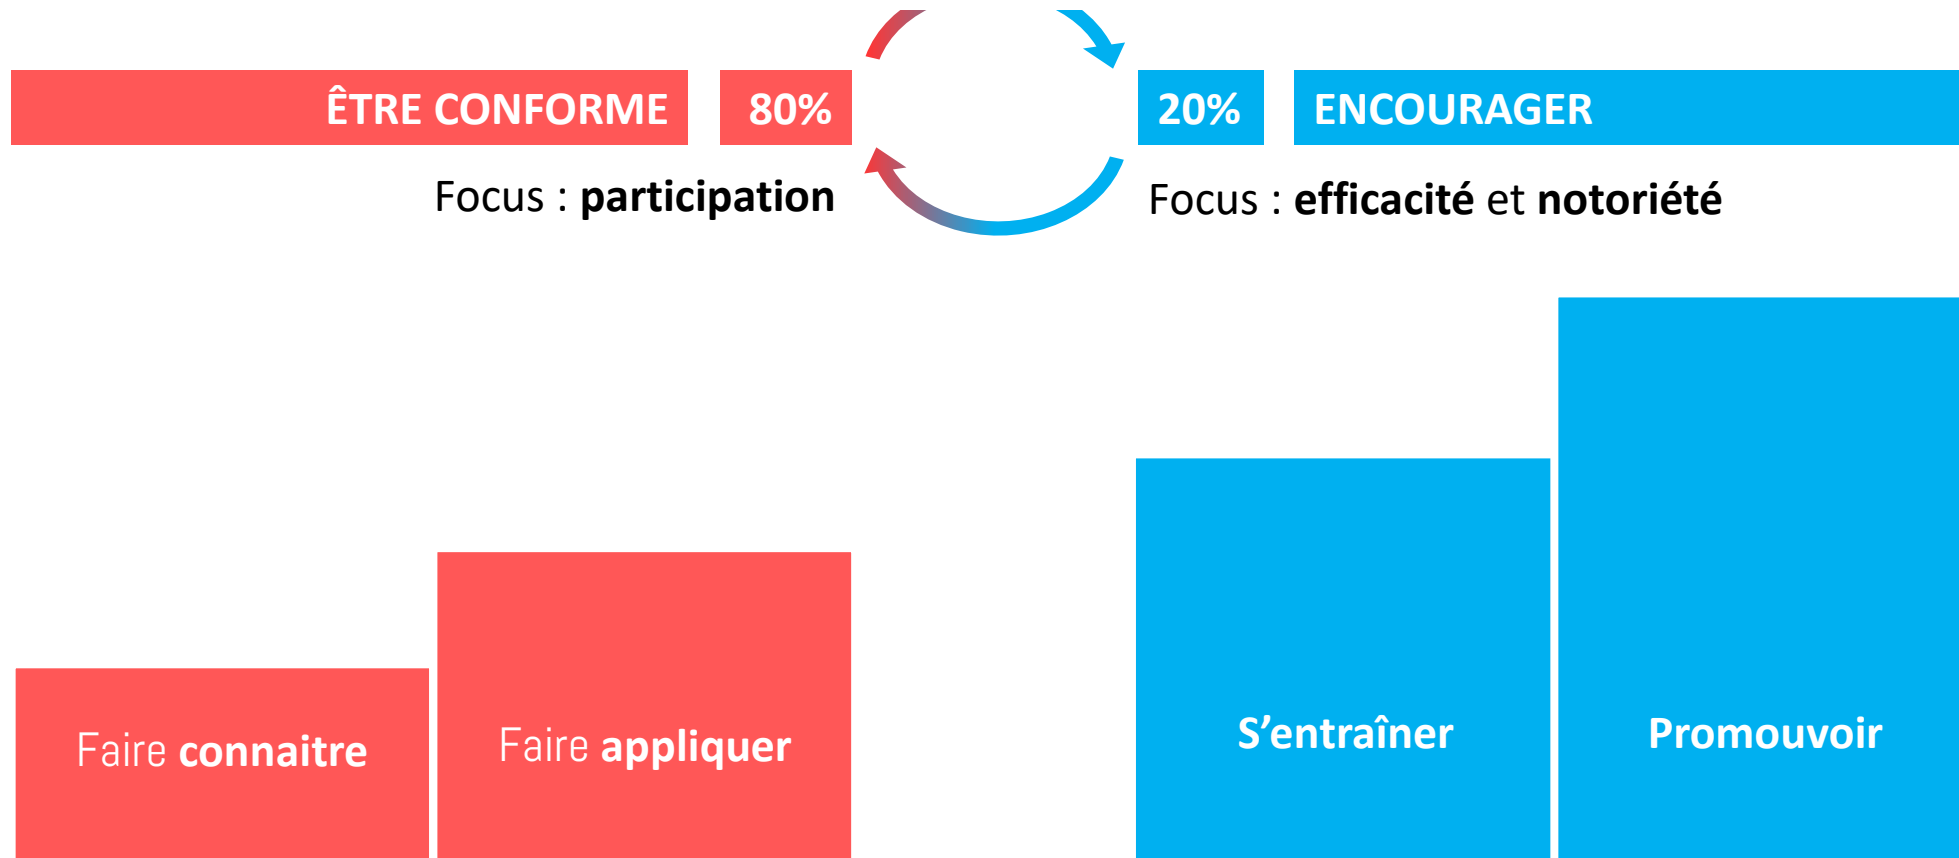 ÊTRE CONFORME
80%
20%
ENCOURAGER
Focus : participation
Focus : efficacité et notoriété
Faire connaitre
Faire appliquer
S’entraîner
Promouvoir